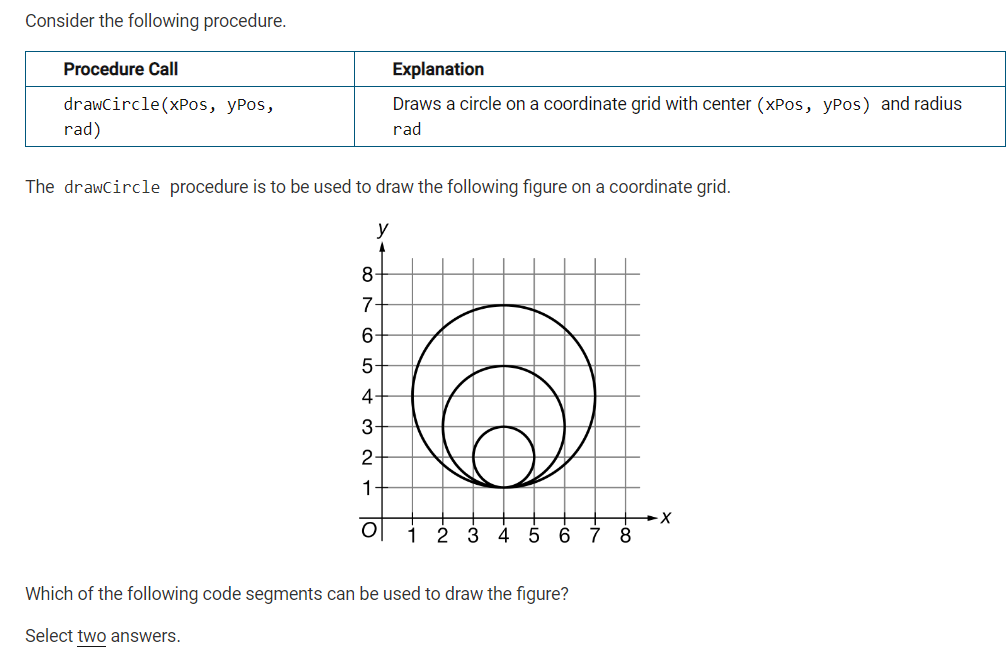 Consider the following procedure.
Procedure Call
Explanation
drawCircle(xPos, yPos,
rad)
Draws a circle on a coordinate grid with center (xPos, yPos) and radius
rad
The drawCircle procedure is to be used to draw the following figure on a coordinate grid.
y
8
7
6
5
4
3
2
1
O 1 2 3 4 5 6 7 8 x
Which of the following code segments can be used to draw the figure?
Select two answers.